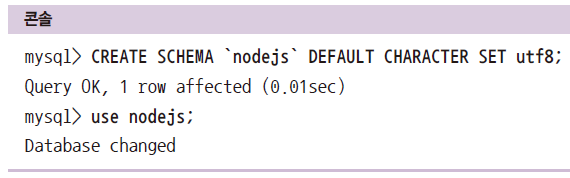 콘솔
mysql> CREATE SCHEMA `nodejs` DEFAULT CHARACTER SET utf8;
Query OK, 1 row affected (0.01sec)
mysql> use nodejs;
Database changed